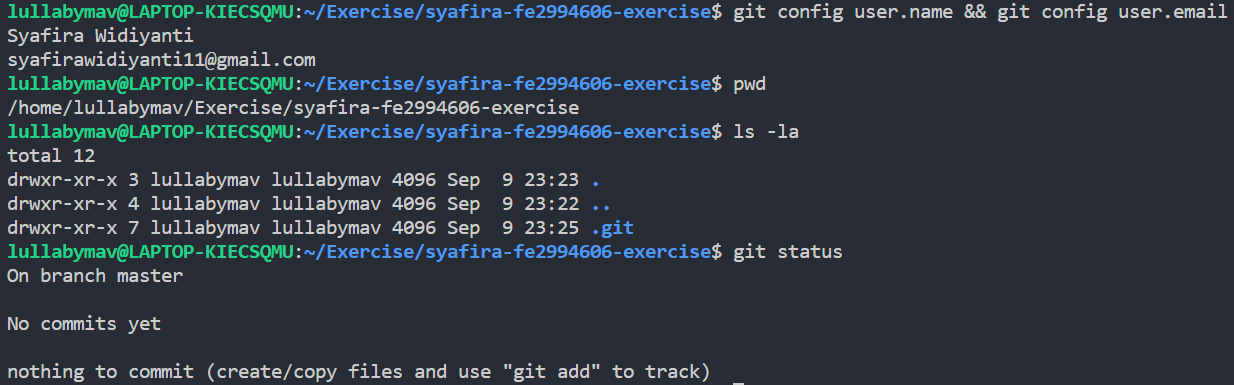 lullabymav@LAPTOP-KIECSQMU:~/Exercise/syafira-fe2994606-exercise$ git config user.name && git config user.email
Syafira Widiyanti
syafirawidiyanti11@gmail.com
lullabymav@LAPTOP-KIECSQMU:~/Exercise/syafira-fe2994606-exercise$ pwd
/home/lullabymav/Exercise/syafira-fe2994606-exercise
lullabymav@LAPTOP-KIECSQMU:~/Exercise/syafira-fe2994606-exercise$ ls -la
total 12
drwxr-xr-x 3 lullabymav lullabymav 4096 Sep  9 23:23 .
drwxr-xr-x 4 lullabymav lullabymav 4096 Sep  9 23:22 ..
drwxr-xr-x 7 lullabymav lullabymav 4096 Sep  9 23:25 .git
lullabymav@LAPTOP-KIECSQMU:~/Exercise/syafira-fe2994606-exercise$ git status
On branch master

No commits yet

nothing to commit (create/copy files and use "git add" to track)